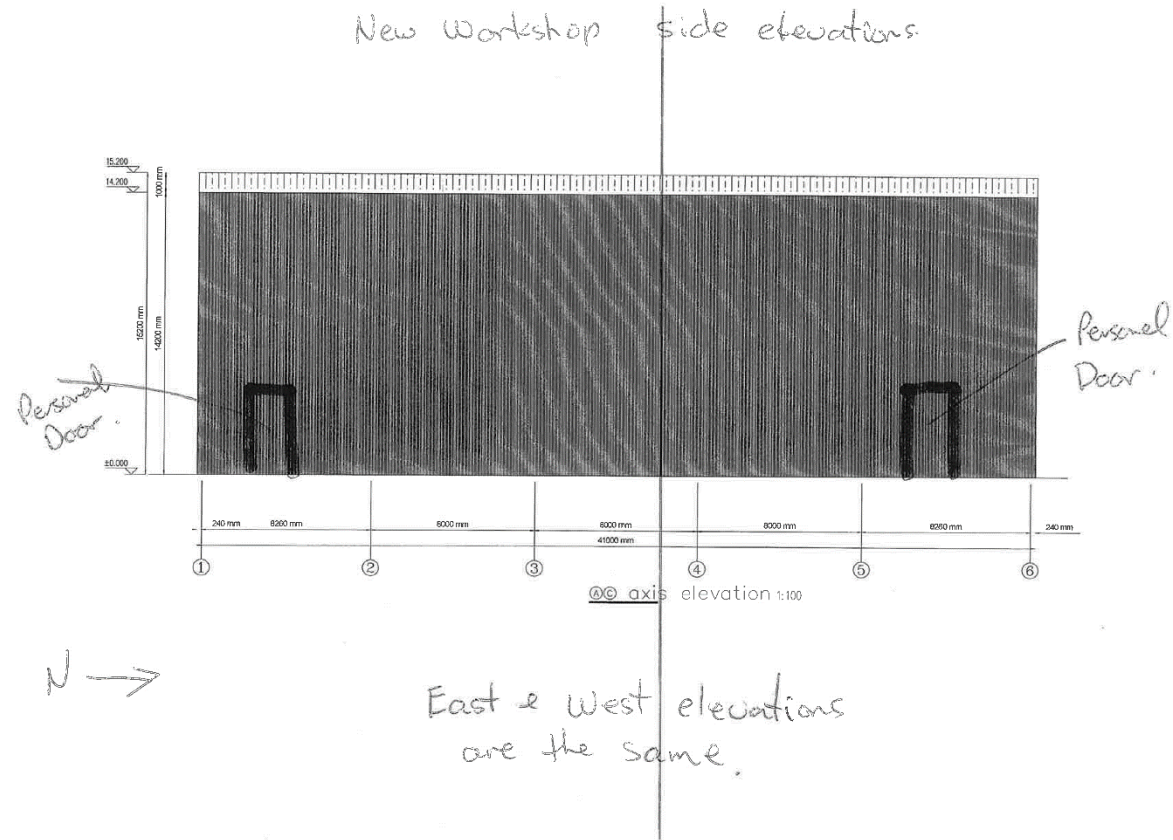 New Workshop side elevations
15.200
14.200
1000 mm
15200 mm
14200 mm
±0.000
Personal
Door.
Personel
Door.
240 mm 8260 mm 8000 mm 8000 mm 8000 mm 8260 mm 240 mm
41000 mm
① ② ③ ④ ⑤ ⑥
ⒶⒸ axis elevation 1:100
N →
East & West elevations
are the same.